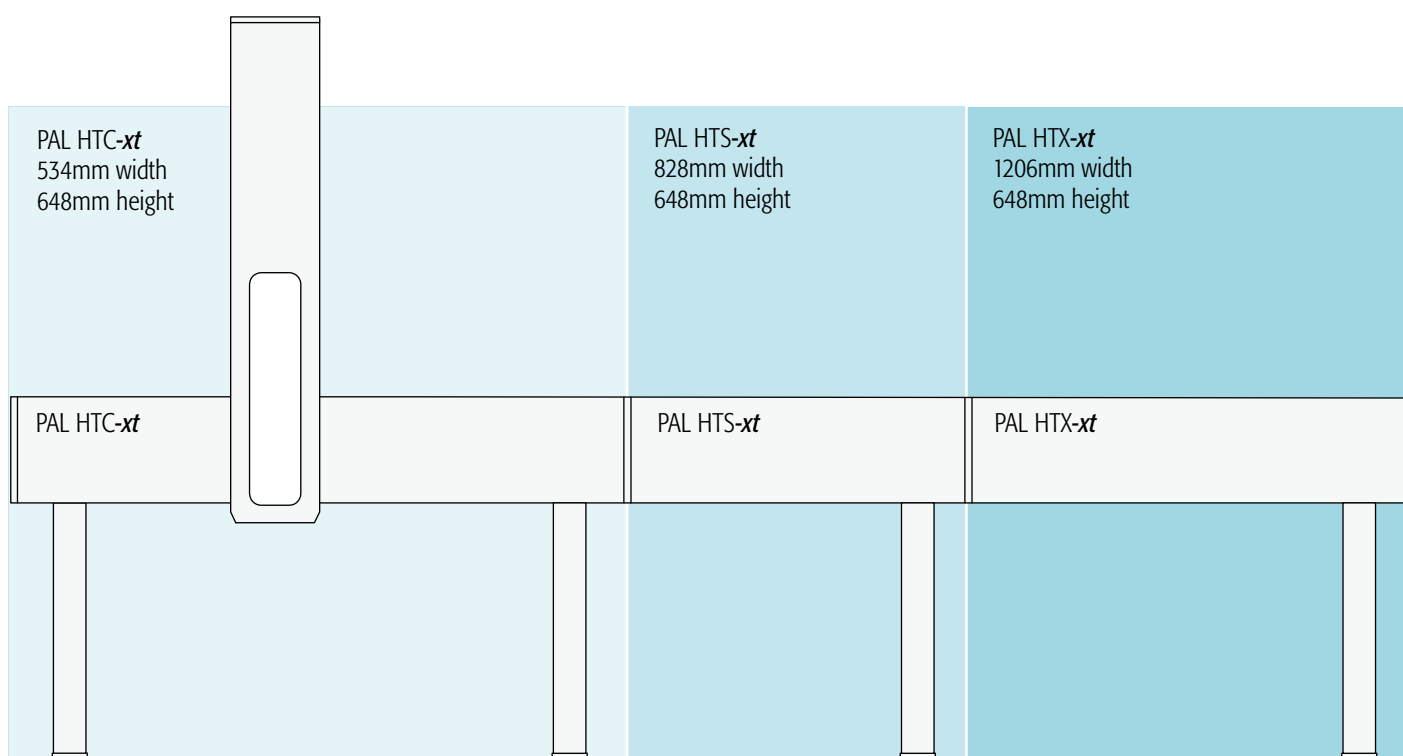 PAL HTC-xt
534mm width
648mm height
PAL HTS-xt
828mm width
648mm height
PAL HTX-xt
1206mm width
648mm height
PAL HTC-xt
PAL HTS-xt
PAL HTX-xt